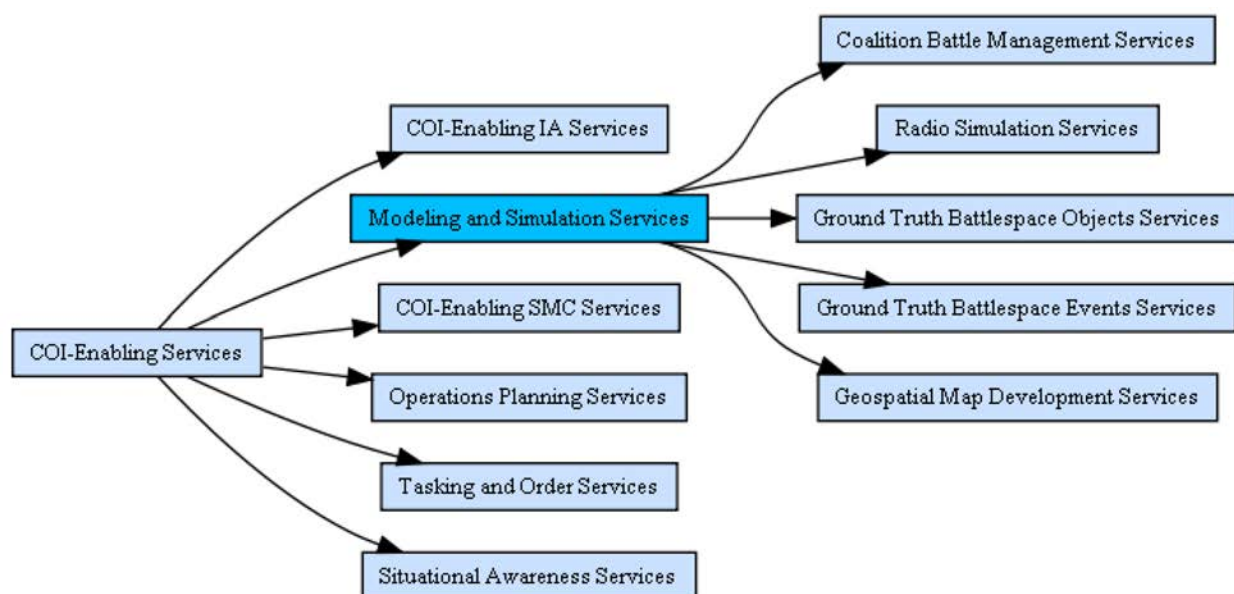 COI-Enabling Services
COI-Enabling IA Services
Modeling and Simulation Services
COI-Enabling SMC Services
Operations Planning Services
Tasking and Order Services
Situational Awareness Services
Coalition Battle Management Services
Radio Simulation Services
Ground Truth Battlespace Objects Services
Ground Truth Battlespace Events Services
Geospatial Map Development Services